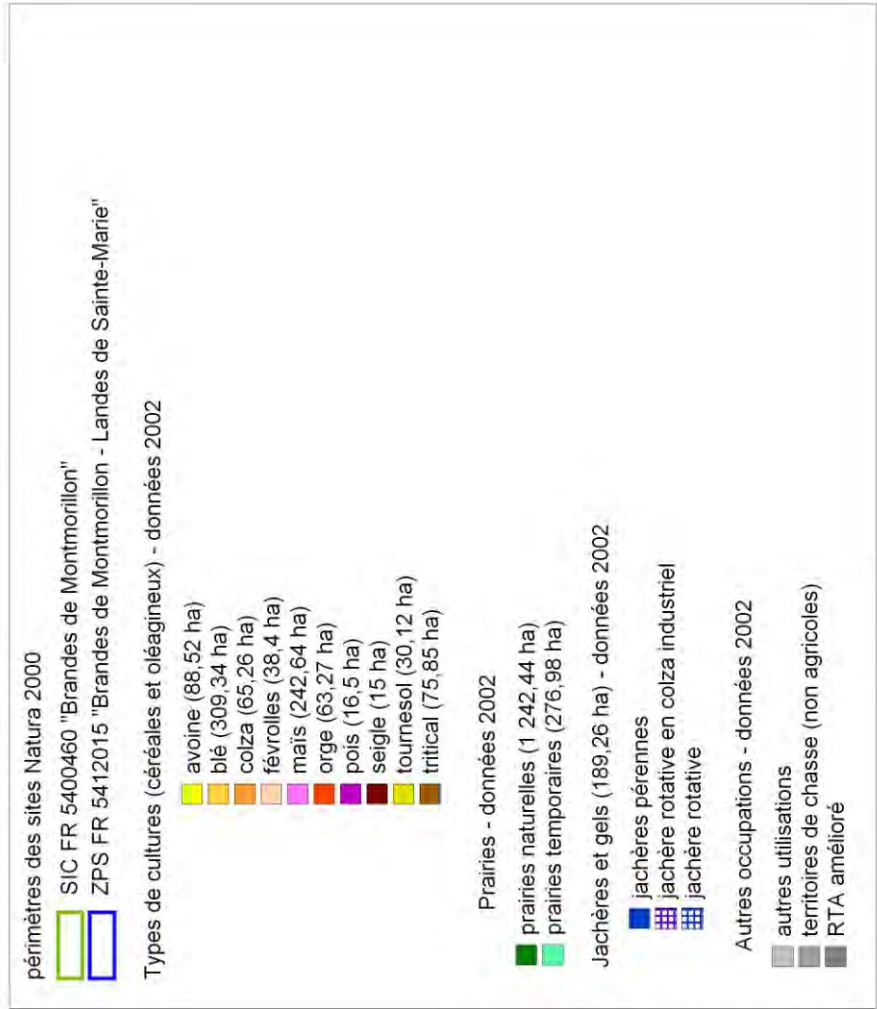 périmètres des sites Natura 2000
SIC FR 5400460 "Brandes de Montmorillon"
ZPS FR 5412015 "Brandes de Montmorillon - Landes de Sainte-Marie"
Types de cultures (céréales et oléagineux) - données 2002
avoine (88,52 ha)
blé (309,34 ha)
colza (65,26 ha)
févrolles (38,4 ha)
maïs (242,64 ha)
orge (63,27 ha)
pois (16,5 ha)
seigle (15 ha)
tournesol (30,12 ha)
tritical (75,85 ha)
Prairies - données 2002
prairies naturelles (1 242,44 ha)
prairies temporaires (276,98 ha)
Jachères et gels (189,26 ha) - données 2002
jachères pérennes
jachère rotative en colza industriel
jachère rotative
Autres occupations - données 2002
autres utilisations
territoires de chasse (non agricoles)
RTA amélioré